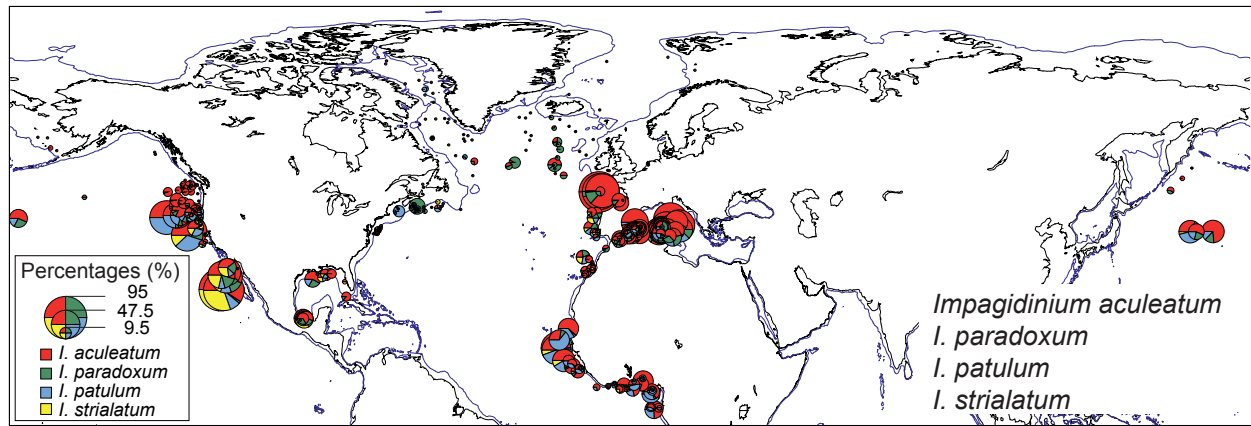 Percentages (%)
95
47.5
9.5
I. aculeatum
I. paradoxum
I. patulum
I. strialatum
Impagidinium aculeatum
I. paradoxum
I. patulum
I. strialatum